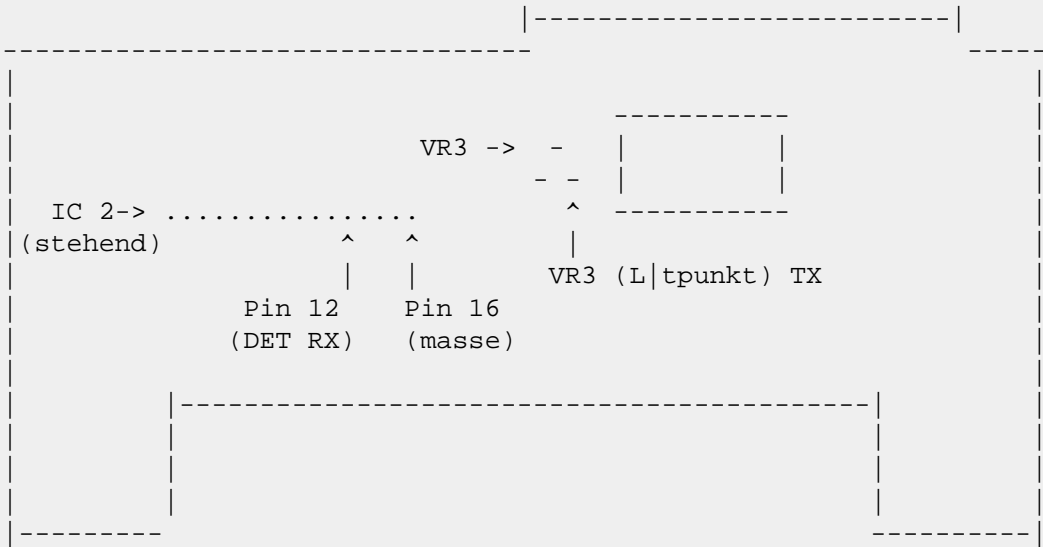 VR3 ->
IC 2-> ................
(stehend)
VR3 (L|tpunkt) TX
Pin 12 Pin 16
(DET RX) (masse)